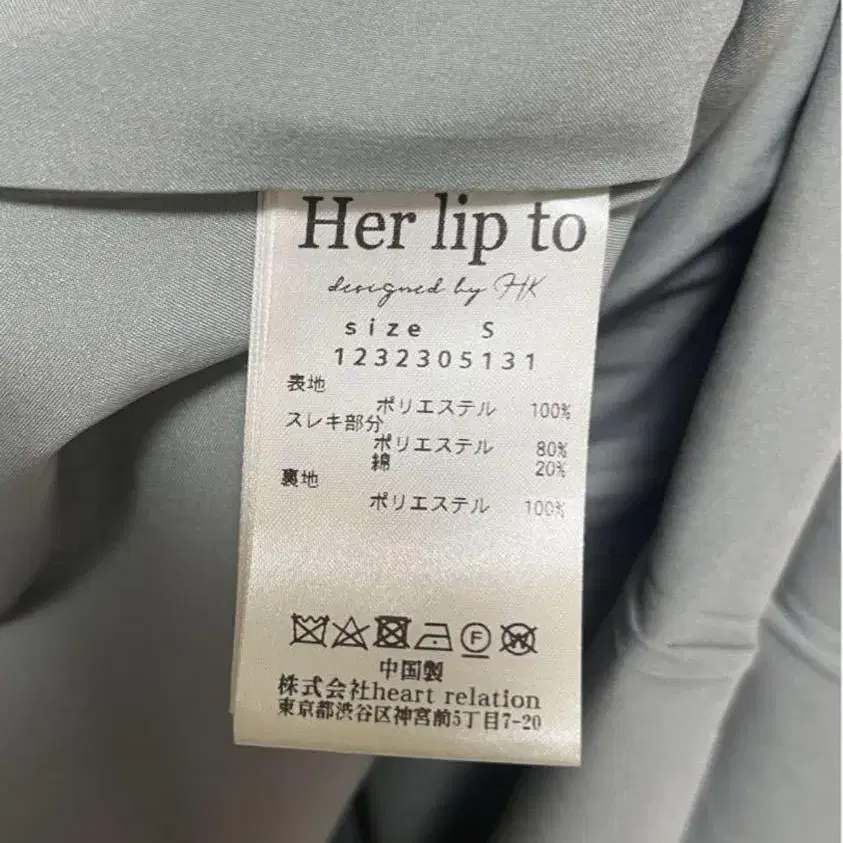 Her lip to
designed by HK
size S
1232305131
表地
ポリエステル 100%
スレキ部分
ポリエステル 80%
綿 20%
裏地
ポリエステル 100%
F W
中国製
株式会社heart relation
東京都渋谷区神宮前5丁目7-20